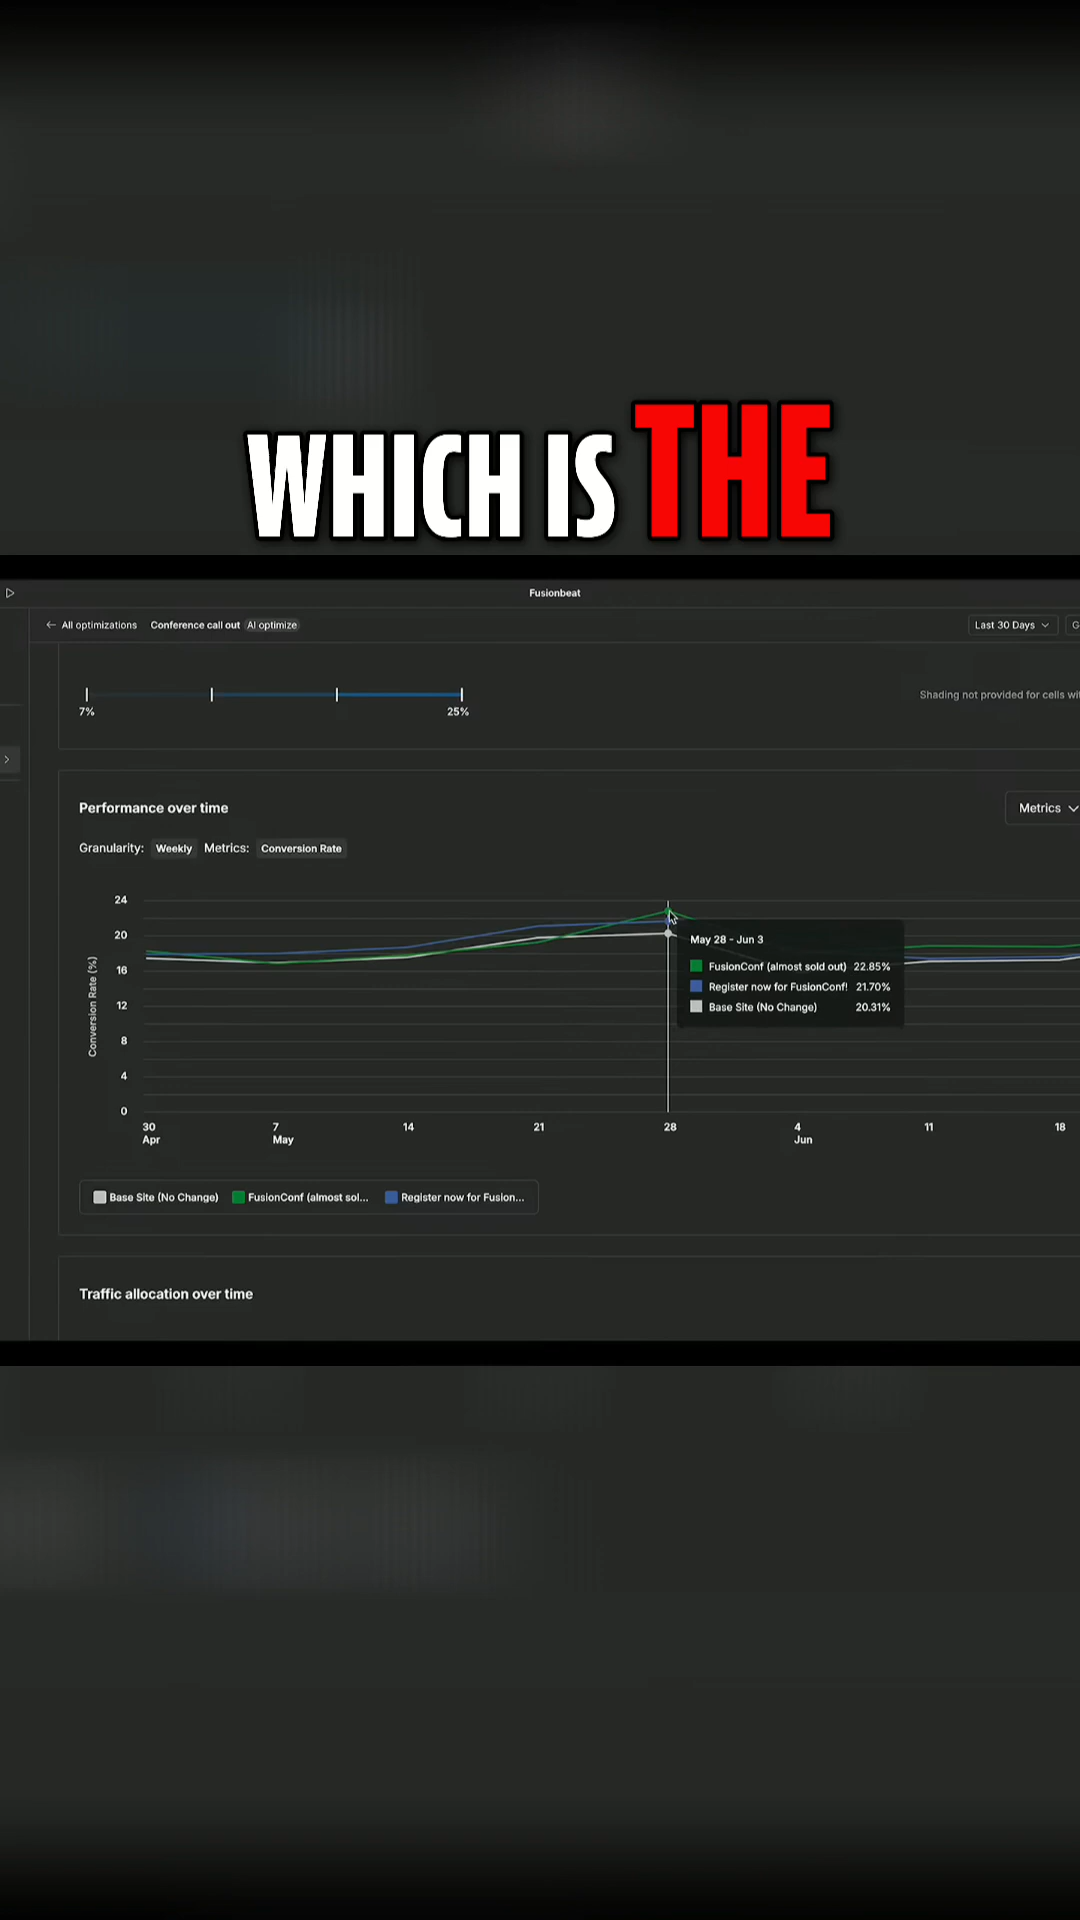 WHICH IS THE
Fusionbeat
← All optimizations Conference call out AI optimize Last 30 Days G
7% 25% Shading not provided for cells wi
Performance over time
Metrics
Granularity: Weekly Metrics: Conversion Rate
Conversion Rate (%)
24
20
16
12
8
4
0
May 28 - Jun 3
FusionConf (almost sold out) 22.85%
Register now for FusionConf! 21.70%
Base Site (No Change) 20.31%
30 7 14 21 28 4 11 18
Apr May Jun
Base Site (No Change) FusionConf (almost sol... Register now for Fusion...
Traffic allocation over time